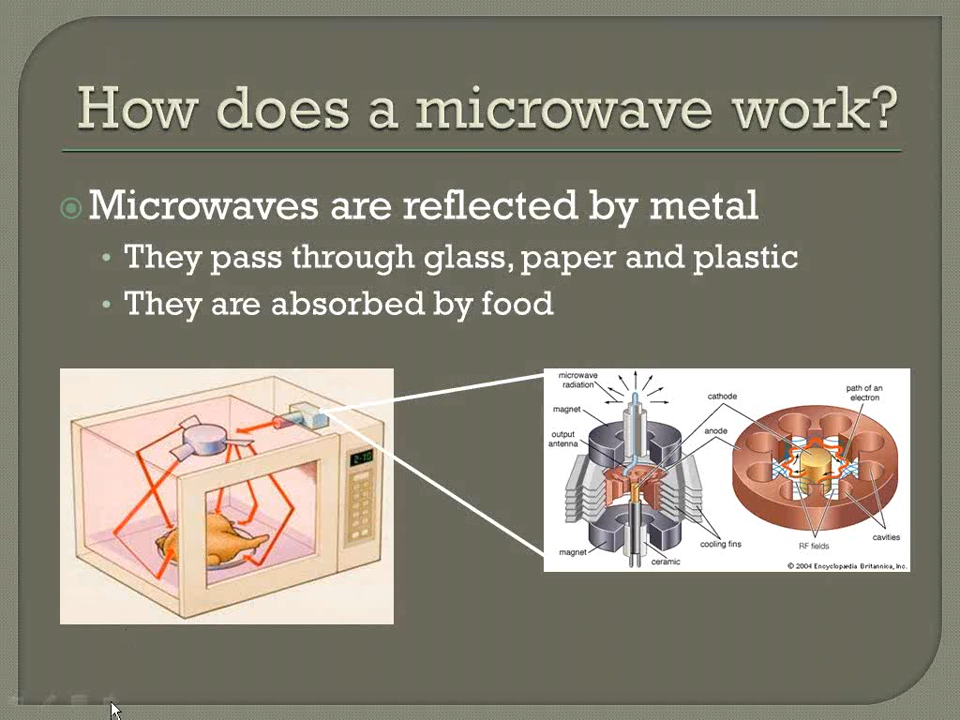 How does a microwave work?
Microwaves are reflected by metal
• They pass through glass, paper and plastic
• They are absorbed by food
microwave
radiation
magnet
output
antenna
magnet
cathode
anode
cooling fins
ceramic
path of an
electron
RF fields
cavities
© 2004 Encyclopædia Britannica, Inc.